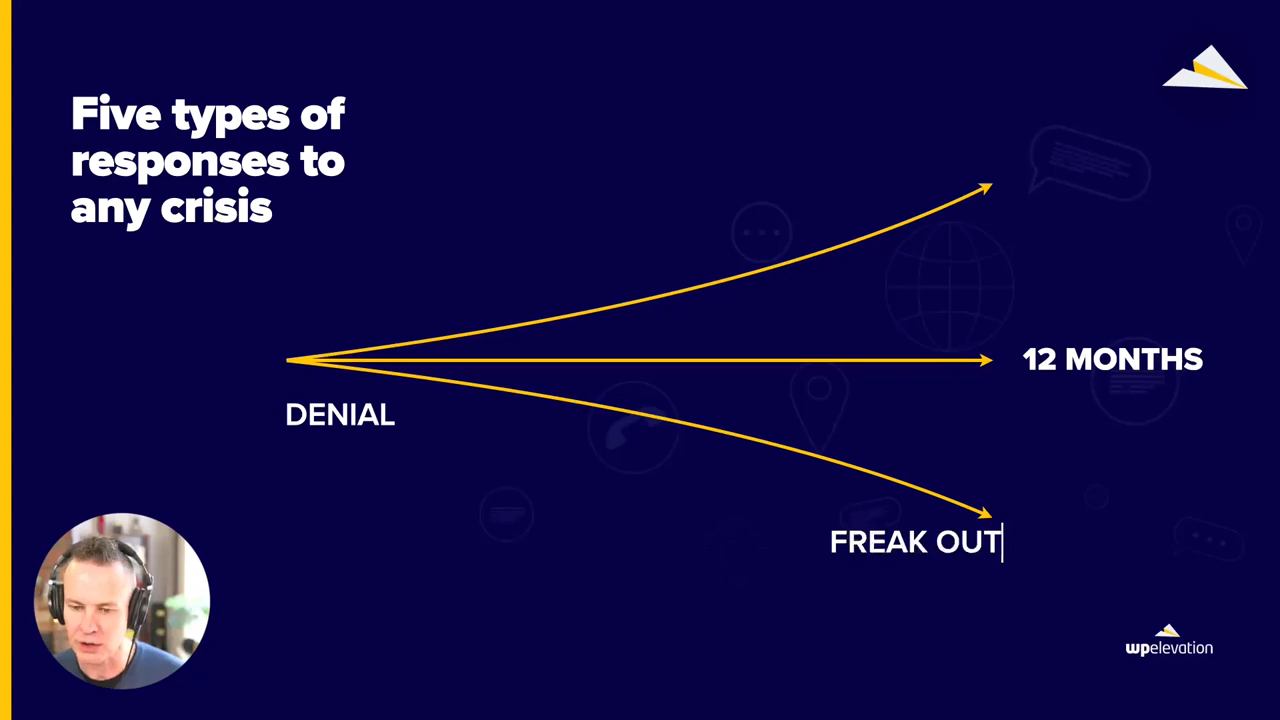 Five types of
responses to
any crisis
12 MONTHS
DENIAL
FREAK OUT
wpelevation